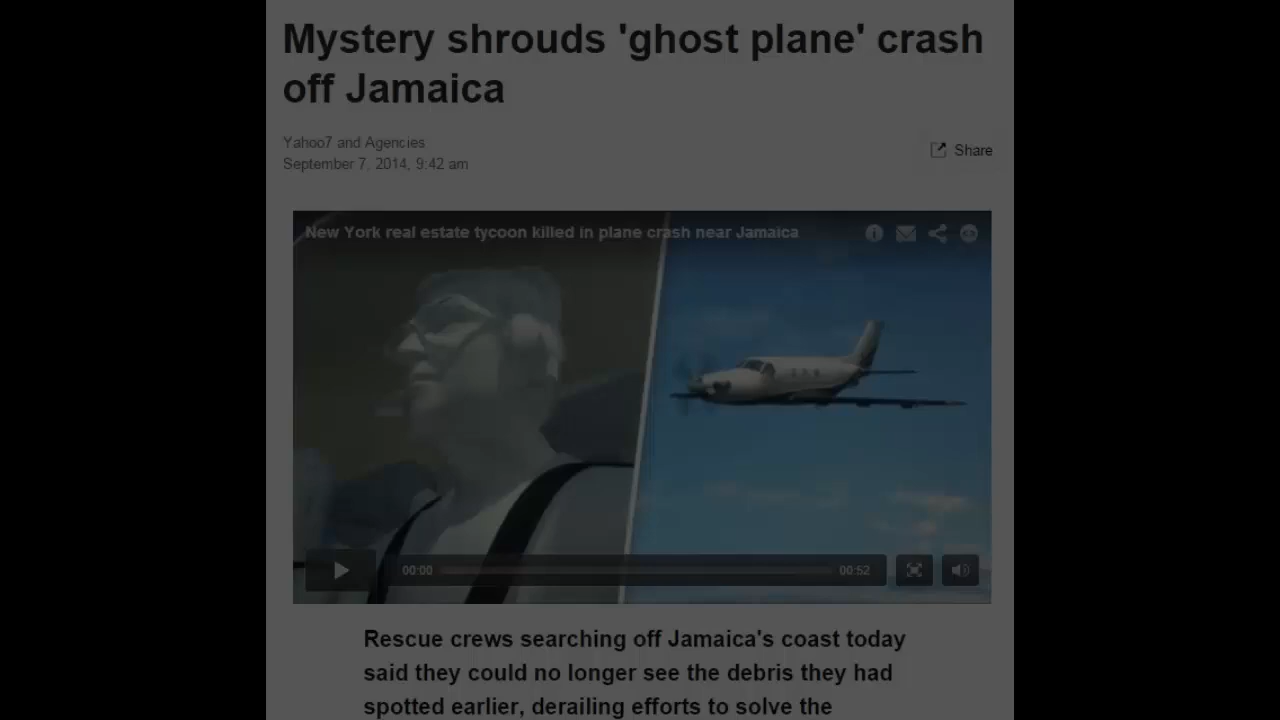 Mystery shrouds 'ghost plane' crash
off Jamaica
Yahoo7 and Agencies
September 7, 2014, 9:42 am
Share
New York real estate tycoon killed in plane crash near Jamaica
00:00
00:52
Rescue crews searching off Jamaica's coast today
said they could no longer see the debris they had
spotted earlier, derailing efforts to solve the